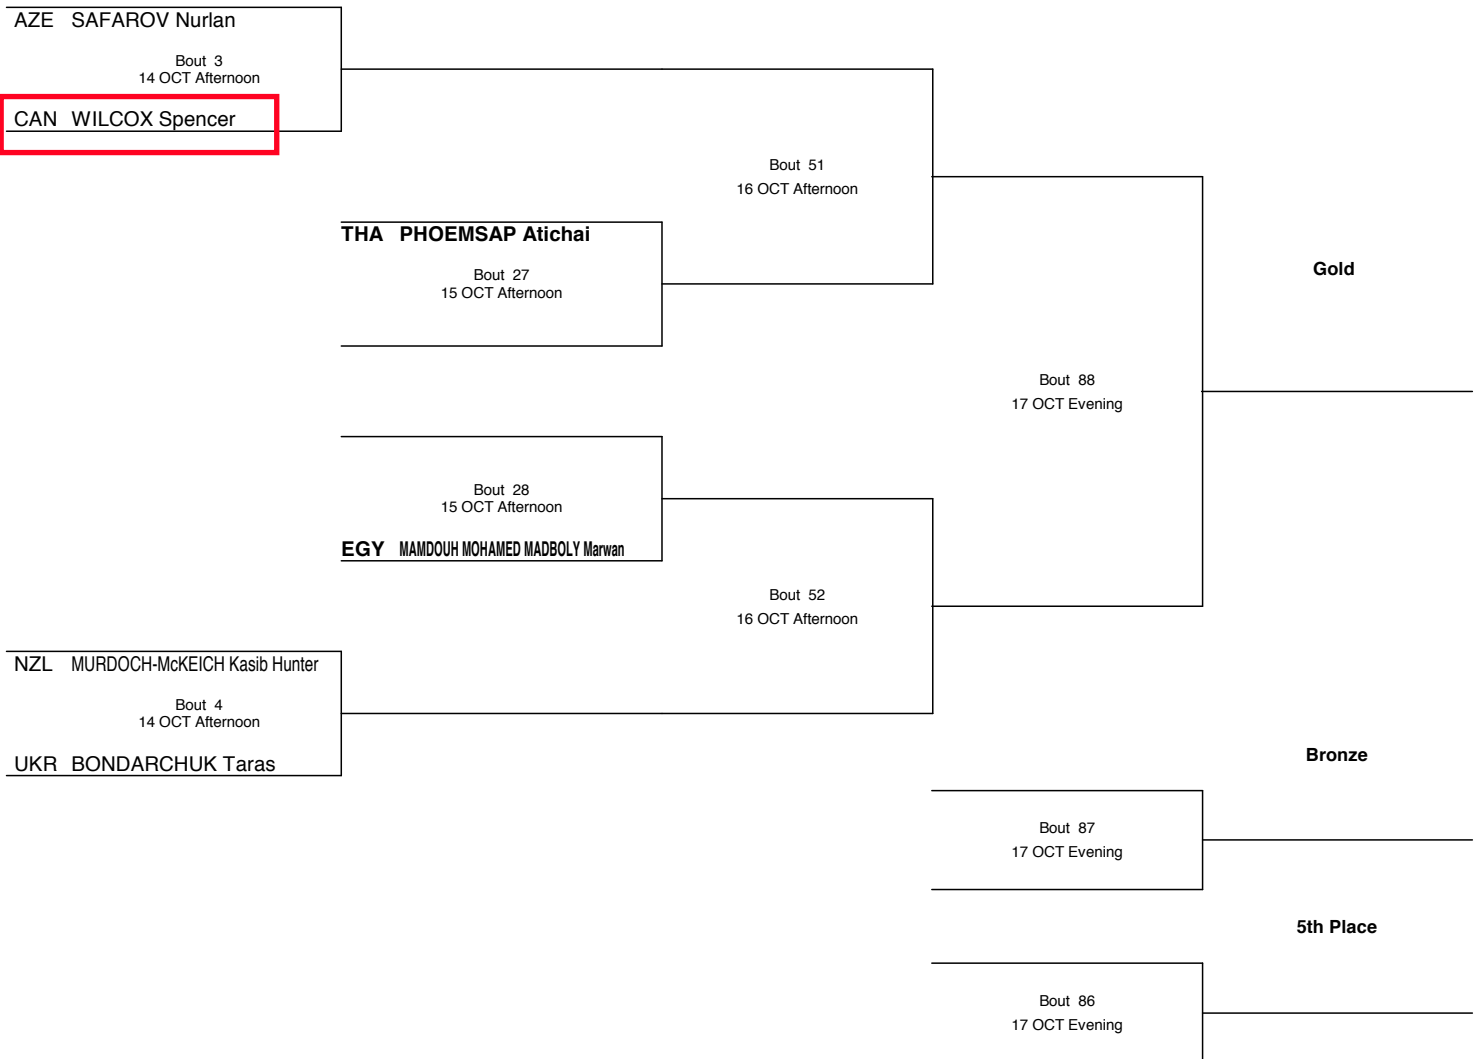 AZE SAFAROV Nurlan
Bout 3
14 OCT Afternoon
CAN WILCOX Spencer
Bout 51
16 OCT Afternoon
THA PHOEMSAP Atichai
Bout 27
15 OCT Afternoon
Gold
Bout 88
17 OCT Evening
Bout 28
15 OCT Afternoon
EGY MAMDOUH MOHAMED MADBOLY Marwan
Bout 52
16 OCT Afternoon
NZL MURDOCH-McKEICH Kasib Hunter
Bout 4
14 OCT Afternoon
UKR BONDARCHUK Taras
Bronze
Bout 87
17 OCT Evening
5th Place
Bout 86
17 OCT Evening